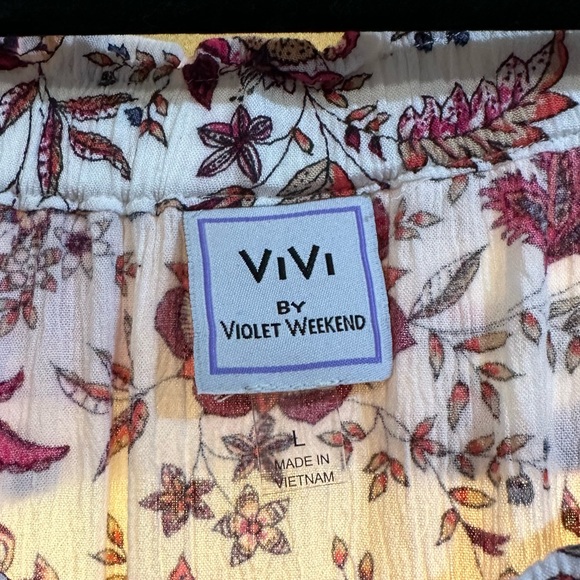 ViVi
BY
VIOLET WEEKEND
L
MADE IN
VIETNAM